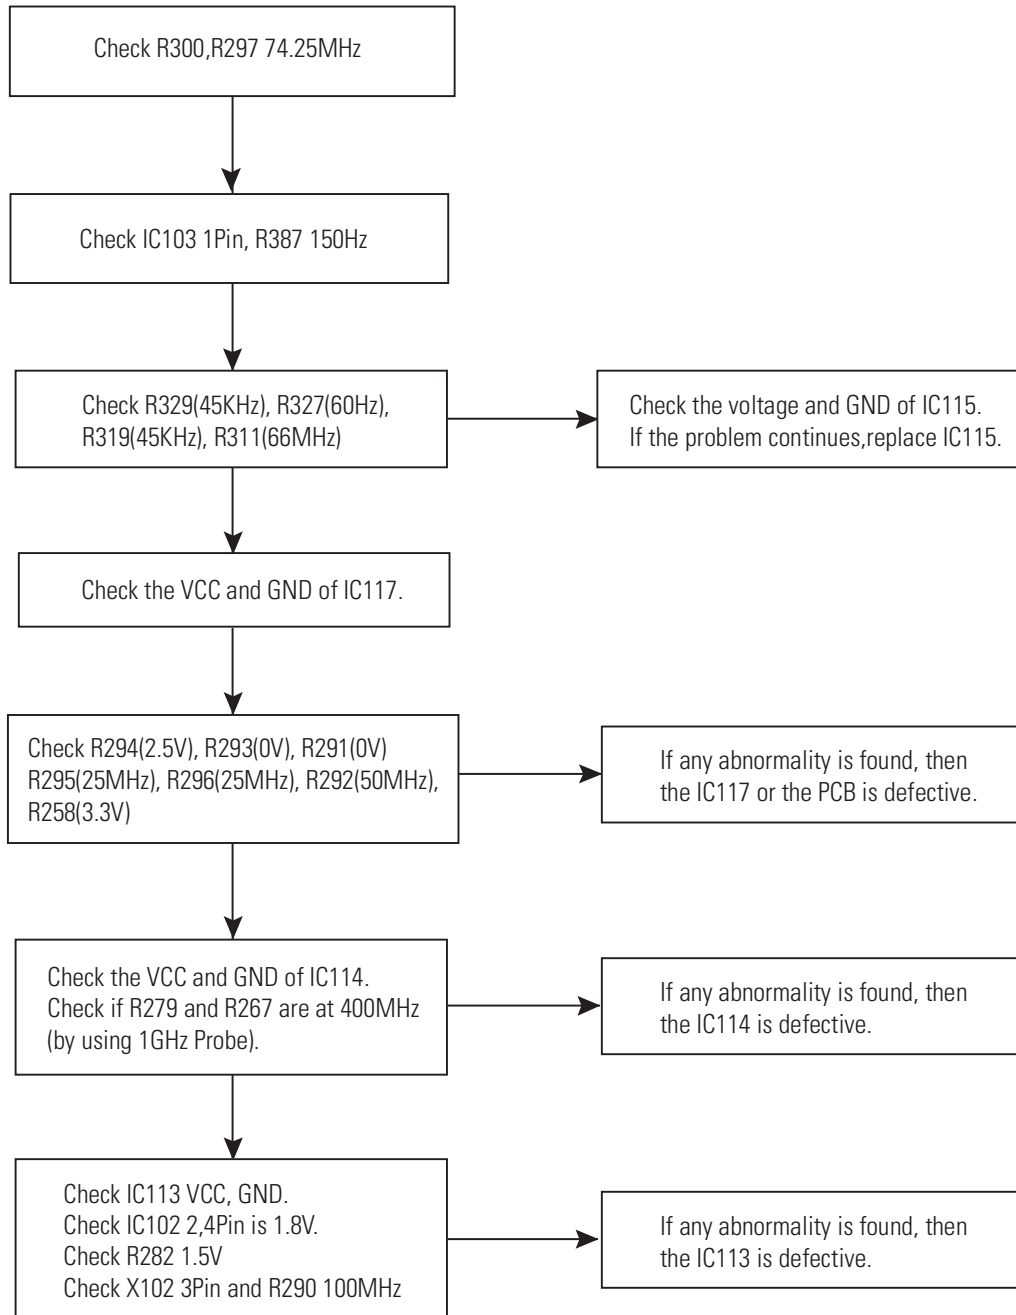 Check R300,R297 74.25MHz
Check IC103 1Pin, R387 150Hz
Check R329(45KHz), R327(60Hz),
R319(45KHz), R311(66MHz)
Check the voltage and GND of IC115.
If the problem continues,replace IC115.
Check the VCC and GND of IC117.
Check R294(2.5V), R293(0V), R291(0V)
R295(25MHz), R296(25MHz), R292(50MHz),
R258(3.3V)
If any abnormality is found, then
the IC117 or the PCB is defective.
Check the VCC and GND of IC114.
Check if R279 and R267 are at 400MHz
(by using 1GHz Probe).
If any abnormality is found, then
the IC114 is defective.
Check IC113 VCC, GND.
Check IC102 2,4Pin is 1.8V.
Check R282 1.5V
Check X102 3Pin and R290 100MHz
If any abnormality is found, then
the IC113 is defective.